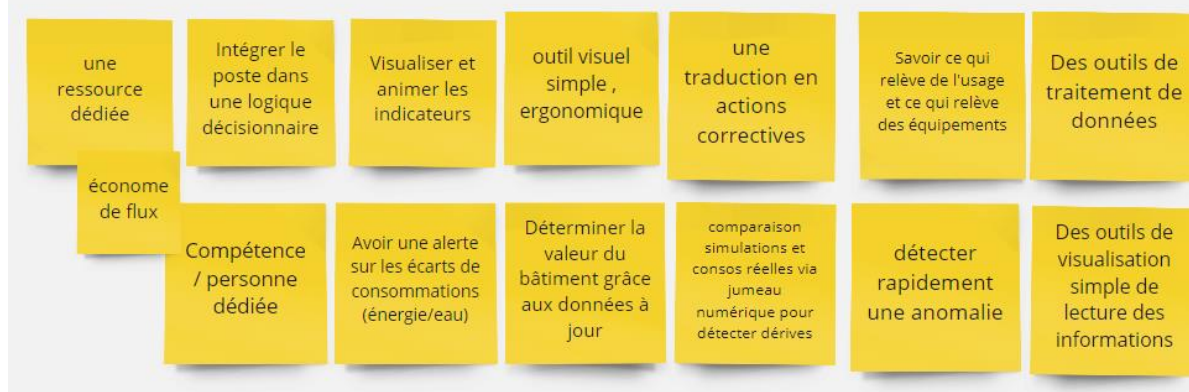 une
ressource
dédiée
Intégrer le
poste dans
une logique
décisionnaire
Visualiser et
animer les
indicateurs
outil visuel
simple ,
ergonomique
une
traduction en
actions
correctives
Savoir ce qui
relève de l'usage
et ce qui relève
des équipements
Des outils de
traitement de
données
économe
de flux
Compétence
/ personne
dédiée
Avoir une alerte
sur les écarts de
consommations
(énergie/eau)
Déterminer la
valeur du
bâtiment grâce
aux données à
jour
comparaison
simulations et
consos réelles via
jumeau
numérique pour
détecter dérives
détecter
rapidement
une anomalie
Des outils de
visualisation
simple de
lecture des
informations